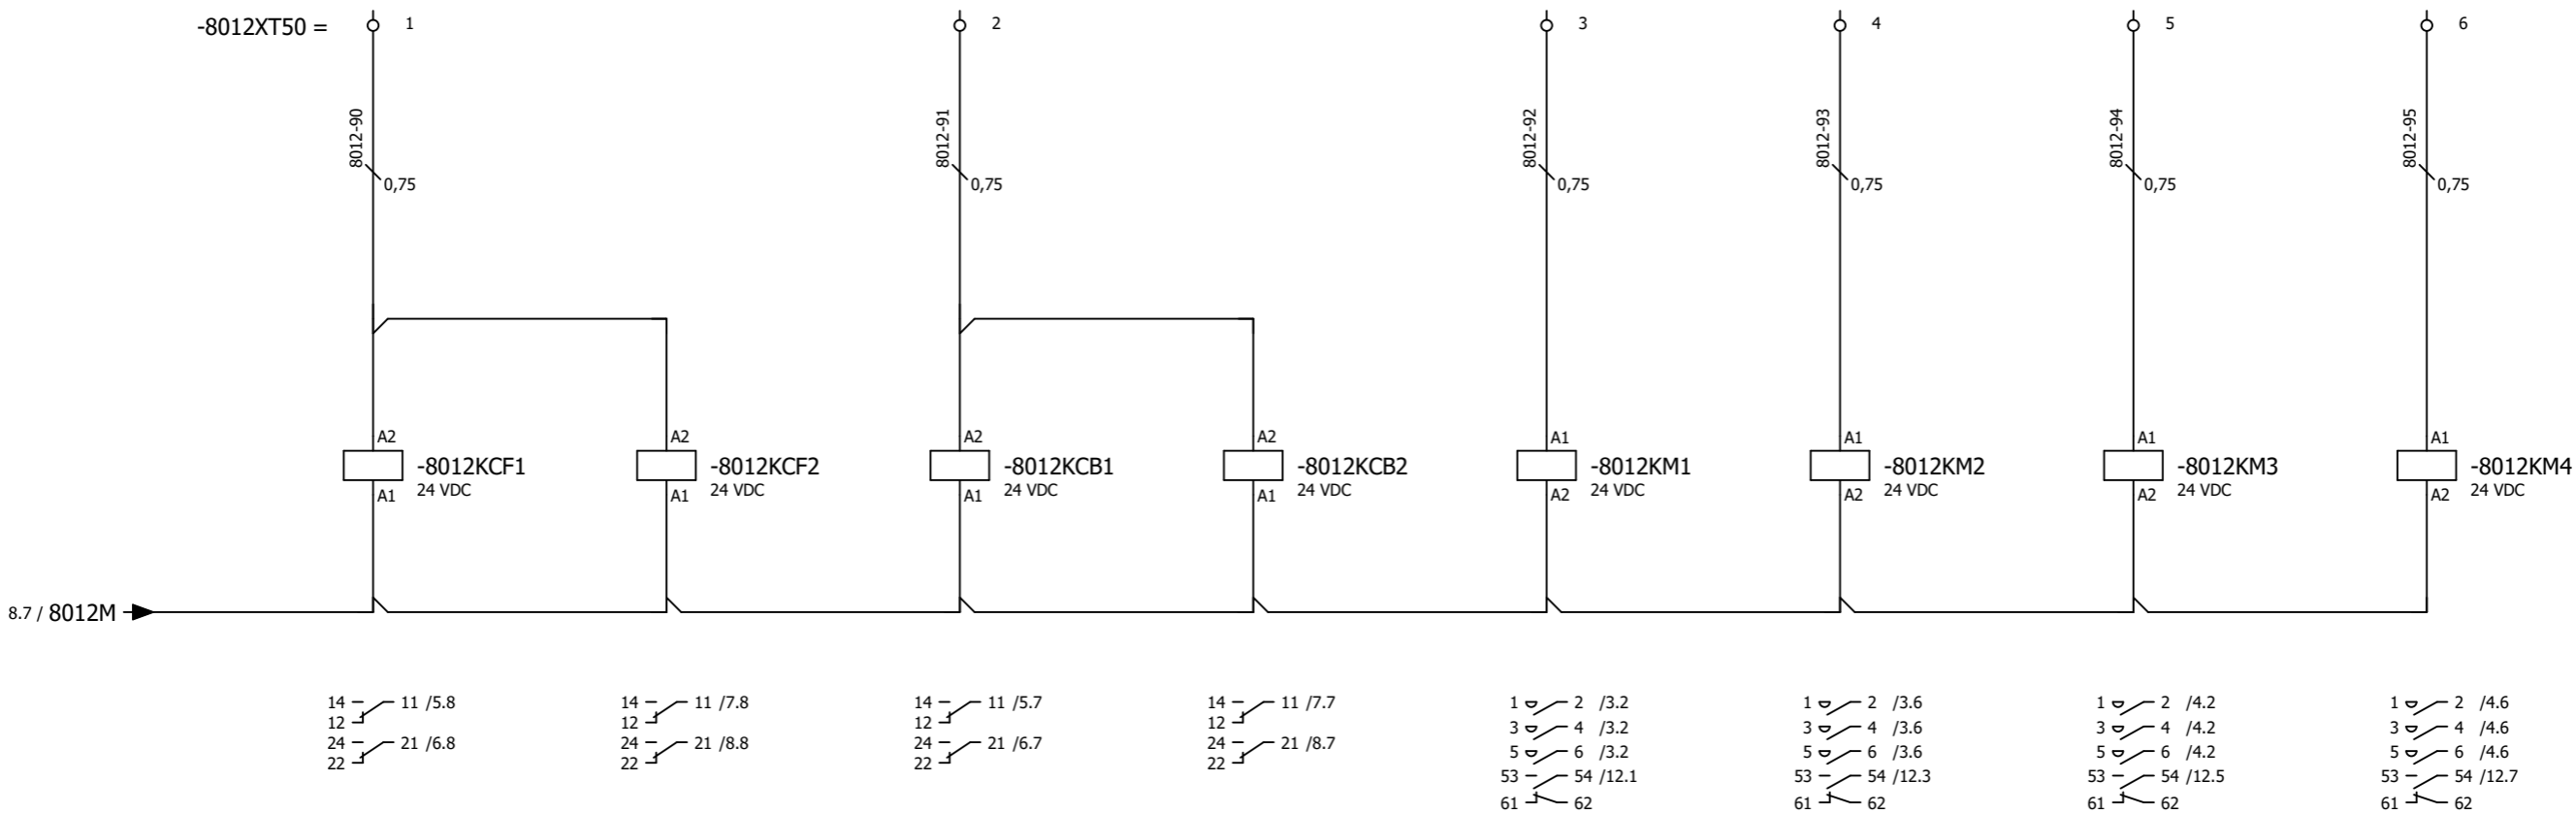 -8012XT50 = 1 2 3 4 5 6
8012-90 8012-91 8012-92 8012-93 8012-94 8012-95
0,75 0,75 0,75 0,75 0,75 0,75
A2 A2 A2 A2 A1 A1 A1 A1
-8012KCF1 -8012KCF2 -8012KCB1 -8012KCB2 -8012KM1 -8012KM2 -8012KM3 -8012KM4
24 VDC 24 VDC 24 VDC 24 VDC 24 VDC 24 VDC 24 VDC 24 VDC
A1 A1 A1 A1 A2 A2 A2 A2
8.7 / 8012M
14 11 /5.8 14 11 /7.8 14 11 /5.7 14 11 /7.7 1 2 /3.2 1 2 /3.6 1 2 /4.2 1 2 /4.6
12 12 12 12 3 4 /3.2 3 4 /3.6 3 4 /4.2 3 4 /4.6
24 21 /6.8 24 21 /8.8 24 21 /6.7 24 21 /8.7 5 6 /3.2 5 6 /3.6 5 6 /4.2 5 6 /4.6
22 22 22 22 53 54 /12.1 53 54 /12.3 53 54 /12.5 53 54 /12.7
61 62 61 62 61 62 61 62